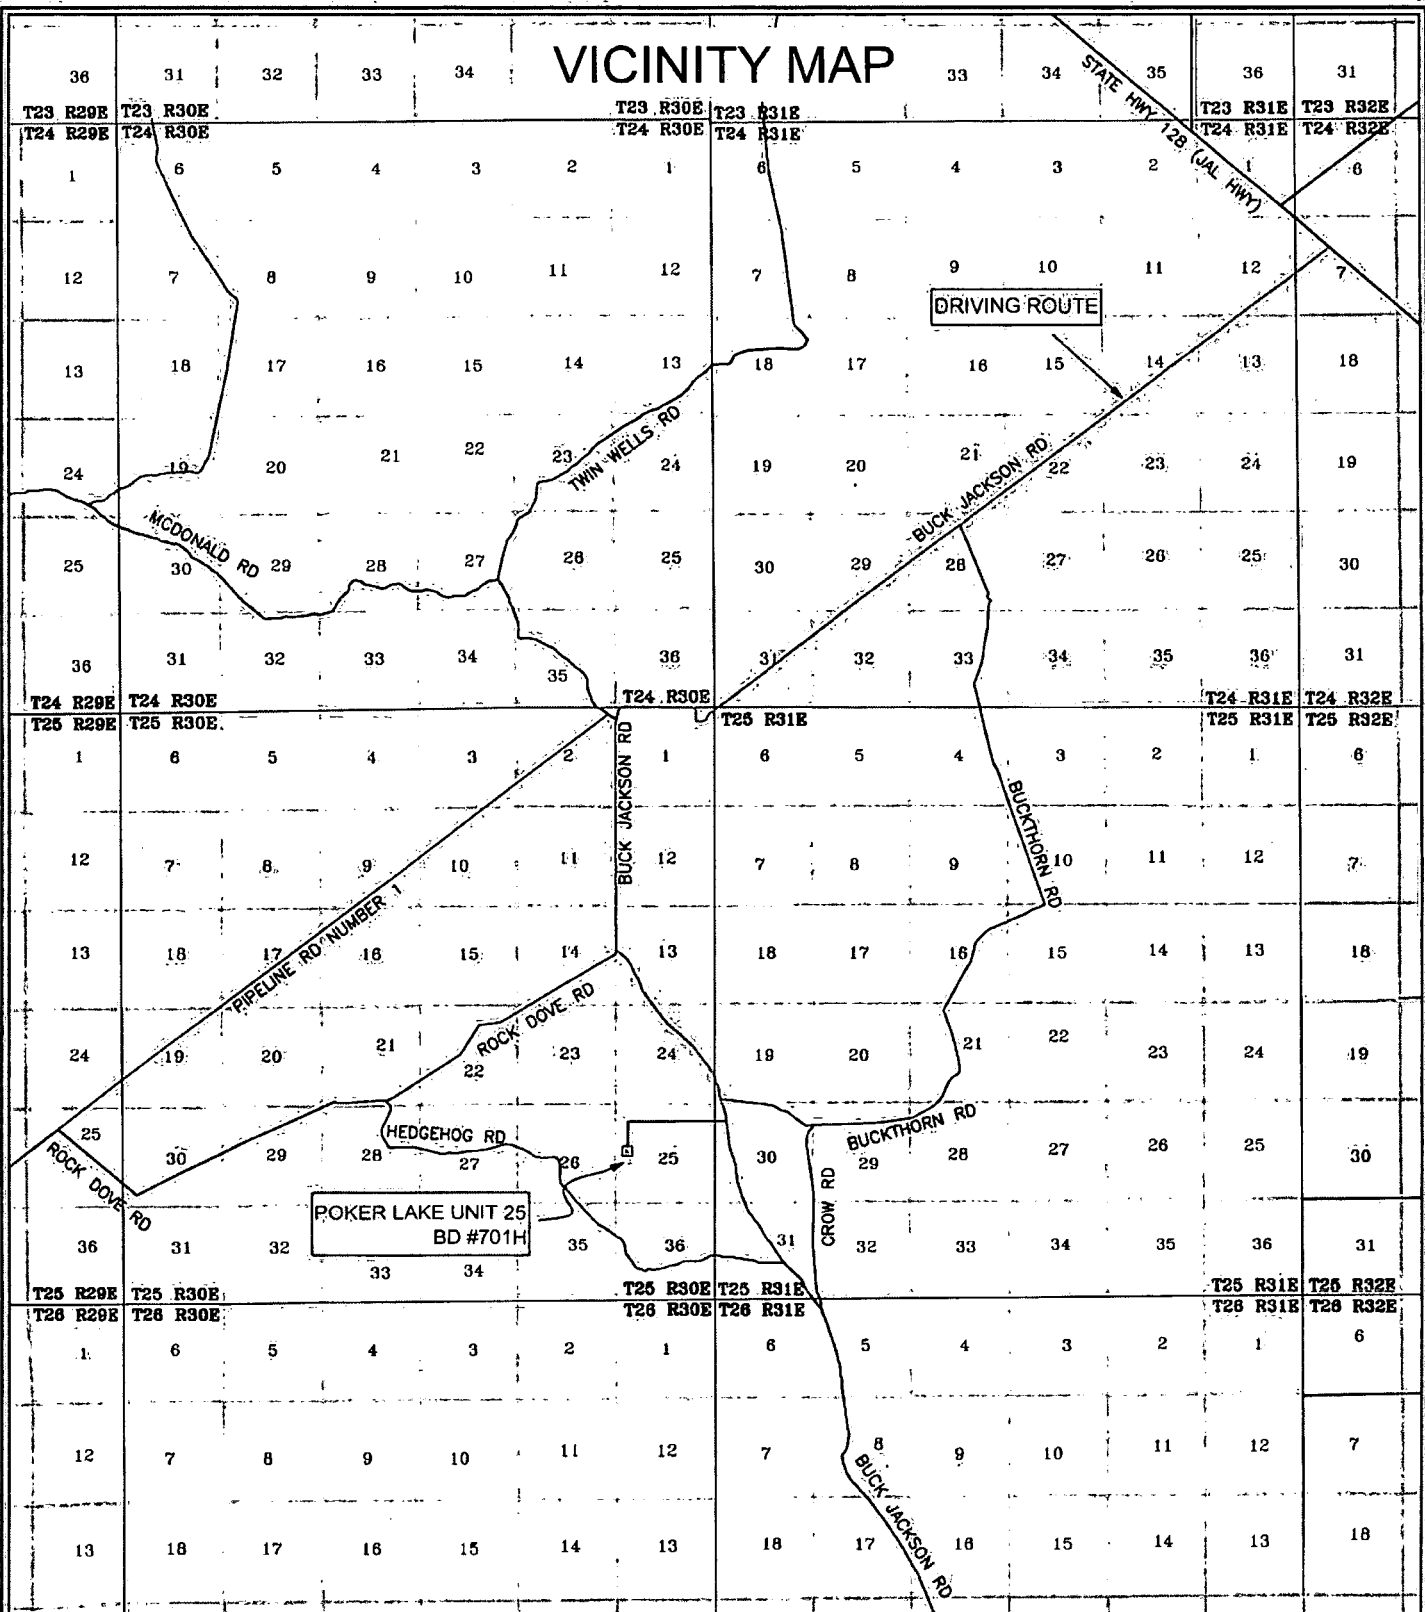 VICINITY MAP
36 31 32 33 34 33 34 35 36 31
STATE HWY 128 (JAL HWY)
T23 R29E T23 R30E T23 R30E T23 R31E T23 R31E T23 R32E
T24 R29E T24 R30E T24 R30E T24 R31E T24 R31E T24 R32E
1 6 5 4 3 2 1 6 5 4 3 2 1 6
12 7 8 9 10 11 12 7 8 9 10 11 12 7
DRIVING ROUTE
13 18 17 16 15 14 13 18 17 16 15 14 13 18
TWIN WELLS RD
24 19 20 21 22 23 24 19 20 21 22 23 24 19
BUCK JACKSON RD
MCDONALD RD
25 30 29 28 27 26 25 30 29 28 27 26 25 30
36 31 32 33 34 35 36 31 32 33 34 35 36 31
T24 R29E T24 R30E T24 R30E T24 R31E T24 R32E
T25 R29E T25 R30E T25 R31E T25 R31E T25 R32E
1 6 5 4 3 2 1 6 5 4 3 2 1 6
BUCK JACKSON RD
BUCKTHORN RD
12 7 8 9 10 11 12 7 8 9 10 11 12 7
PIPELINE RD NUMBER 1
13 18 17 16 15 14 13 18 17 16 15 14 13 18
ROCK DOVE RD
24 19 20 21 22 23 24 19 20 21 22 23 24 19
HEDGEHOG RD
BUCKTHORN RD
25 30 29 28 27 26 25 30 29 28 27 26 25 30
ROCK DOVE RD
CROW RD
POKER LAKE UNIT 25
BD #701H
36 31 32 33 34 35 36 31 32 33 34 35 36 31
T25 R29E T25 R30E T25 R30E T25 R31E T25 R31E T25 R32E
T26 R29E T26 R30E T26 R30E T26 R31E T26 R31E T26 R32E
1 6 5 4 3 2 1 6 5 4 3 2 1 6
12 7 8 9 10 11 12 7 8 9 10 11 12 7
BUCK JACKSON RD
13 18 17 16 15 14 13 18 17 16 15 14 13 18